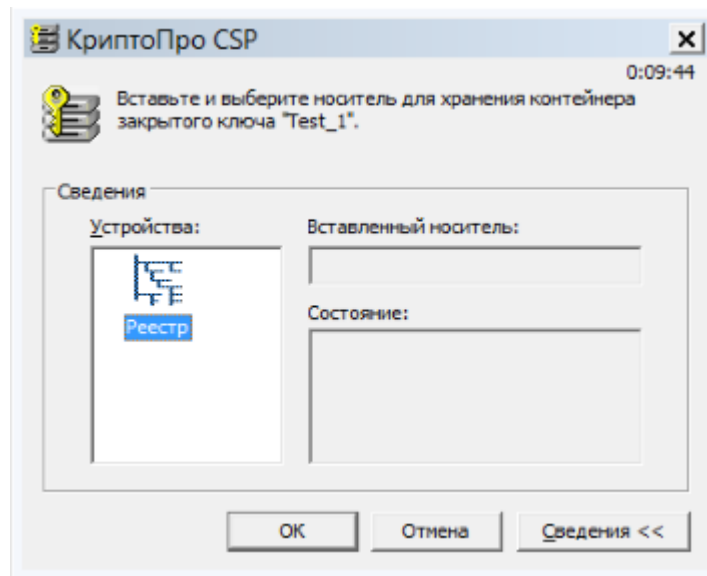 КриптоПро CSP
0:09:44
Вставьте и выберите носитель для хранения контейнера
закрытого ключа "Test_1".
Сведения
Устройства:
Вставленный носитель:
Реестр
Состояние:
ОК
Отмена
Сведения <<